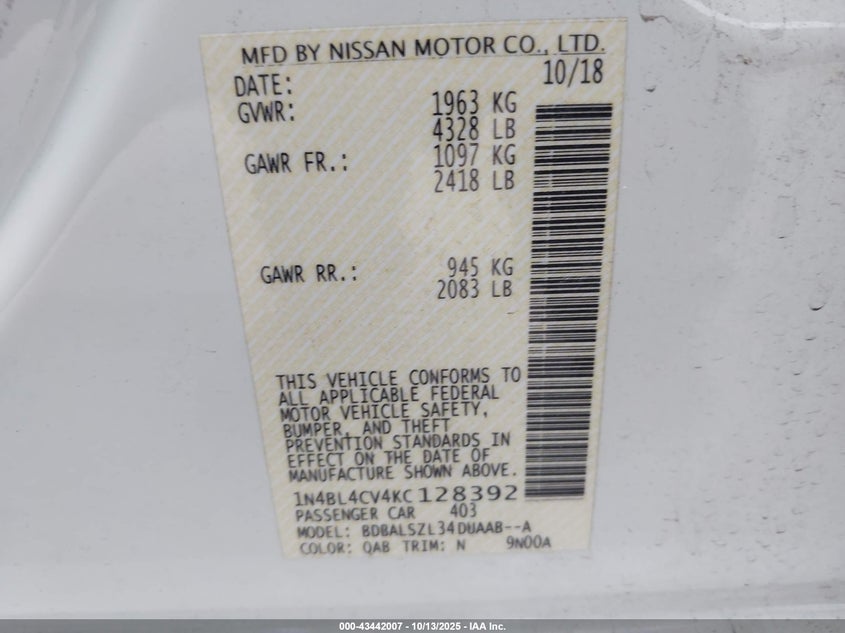 MFD BY NISSAN MOTOR CO., LTD.
DATE: 10/18
GVWR: 1963 KG
4328 LB
GAWR FR.: 1097 KG
2418 LB
GAWR RR.: 945 KG
2083 LB
THIS VEHICLE CONFORMS TO
ALL APPLICABLE FEDERAL
MOTOR VEHICLE SAFETY,
BUMPER, AND THEFT
PREVENTION STANDARDS IN
EFFECT ON THE DATE OF
MANUFACTURE SHOWN ABOVE.
1N4BL4CV4KC128392
PASSENGER CAR 403
MODEL: BDBALSZL34DUAAB--A
COLOR: QAB TRIM: N 9N00A
000-43442007 - 10/13/2025 - IAA Inc.